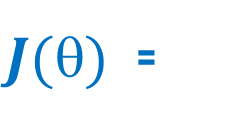 J(θ) =